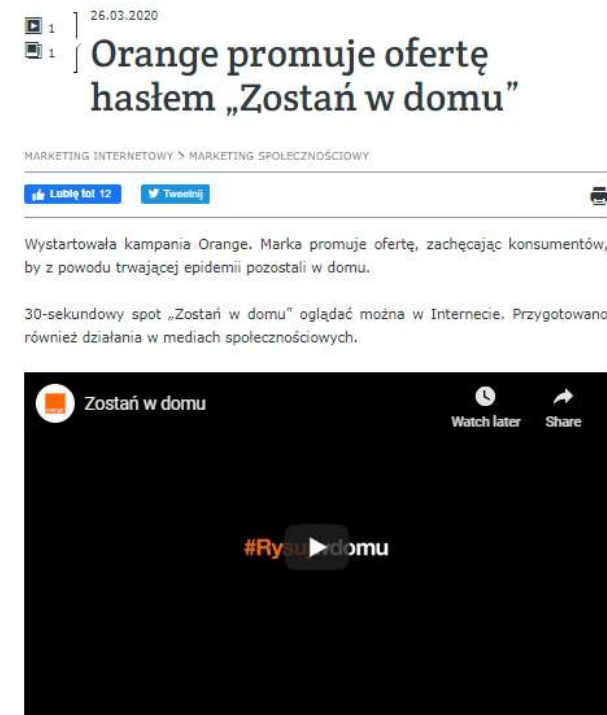 1
1
26.03.2020
Orange promuje ofertę
hasłem „Zostań w domu”
MARKETING INTERNETOWY > MARKETING SPOŁECZNOŚCIOWY
Lubię to! 12
Tweetnij
Wystartowała kampania Orange. Marka promuje ofertę, zachęcając konsumentów,
by z powodu trwającej epidemii pozostali w domu.
30-sekundowy spot „Zostań w domu” oglądać można w Internecie. Przygotowano
również działania w mediach społecznościowych.
Zostań w domu
Watch later
Share
#Rysujwdomu